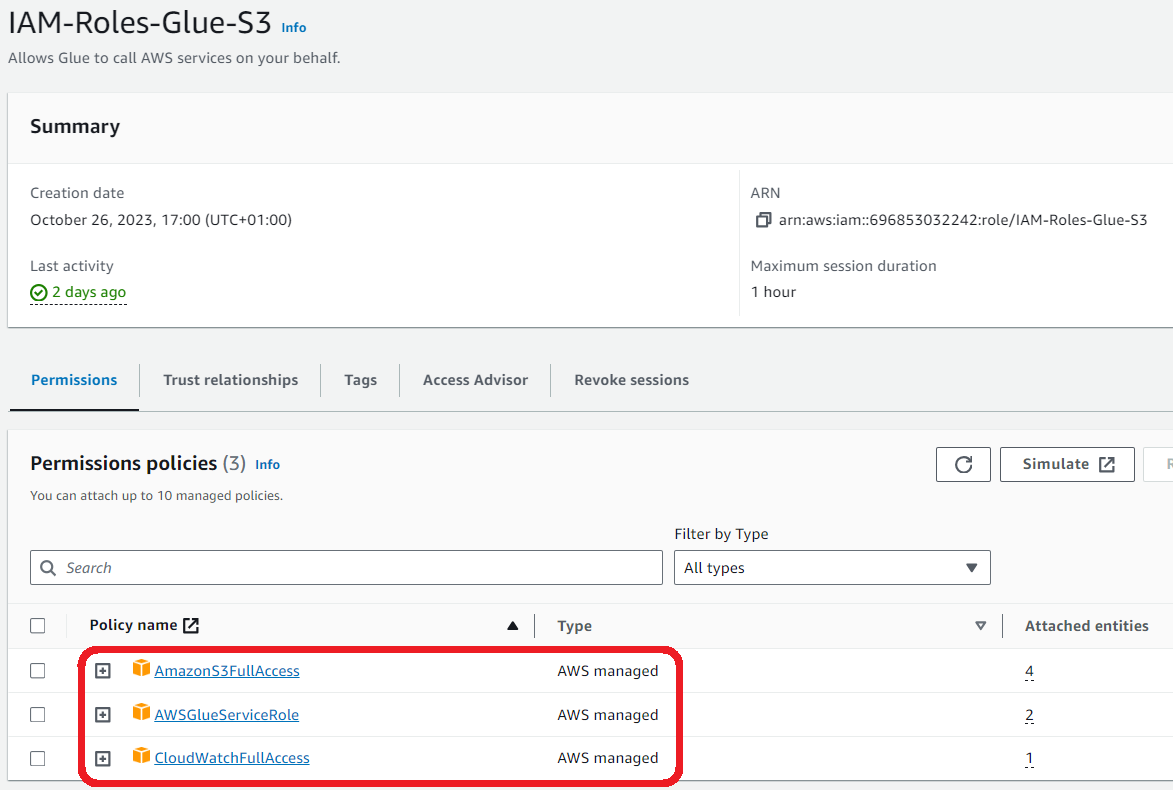 IAM-Roles-Glue-S3 Info
Allows Glue to call AWS services on your behalf.
Summary
Creation date
October 26, 2023, 17:00 (UTC+01:00)
Last activity
2 days ago
ARN
arn:aws:iam::696853032242:role/IAM-Roles-Glue-S3
Maximum session duration
1 hour
Permissions
Trust relationships
Tags
Access Advisor
Revoke sessions
Permissions policies (3) Info
You can attach up to 10 managed policies.
Simulate
Filter by Type
Search
All types
Policy name Type Attached entities
AmazonS3FullAccess AWS managed 4
AWSGlueServiceRole AWS managed 2
CloudWatchFullAccess AWS managed 1